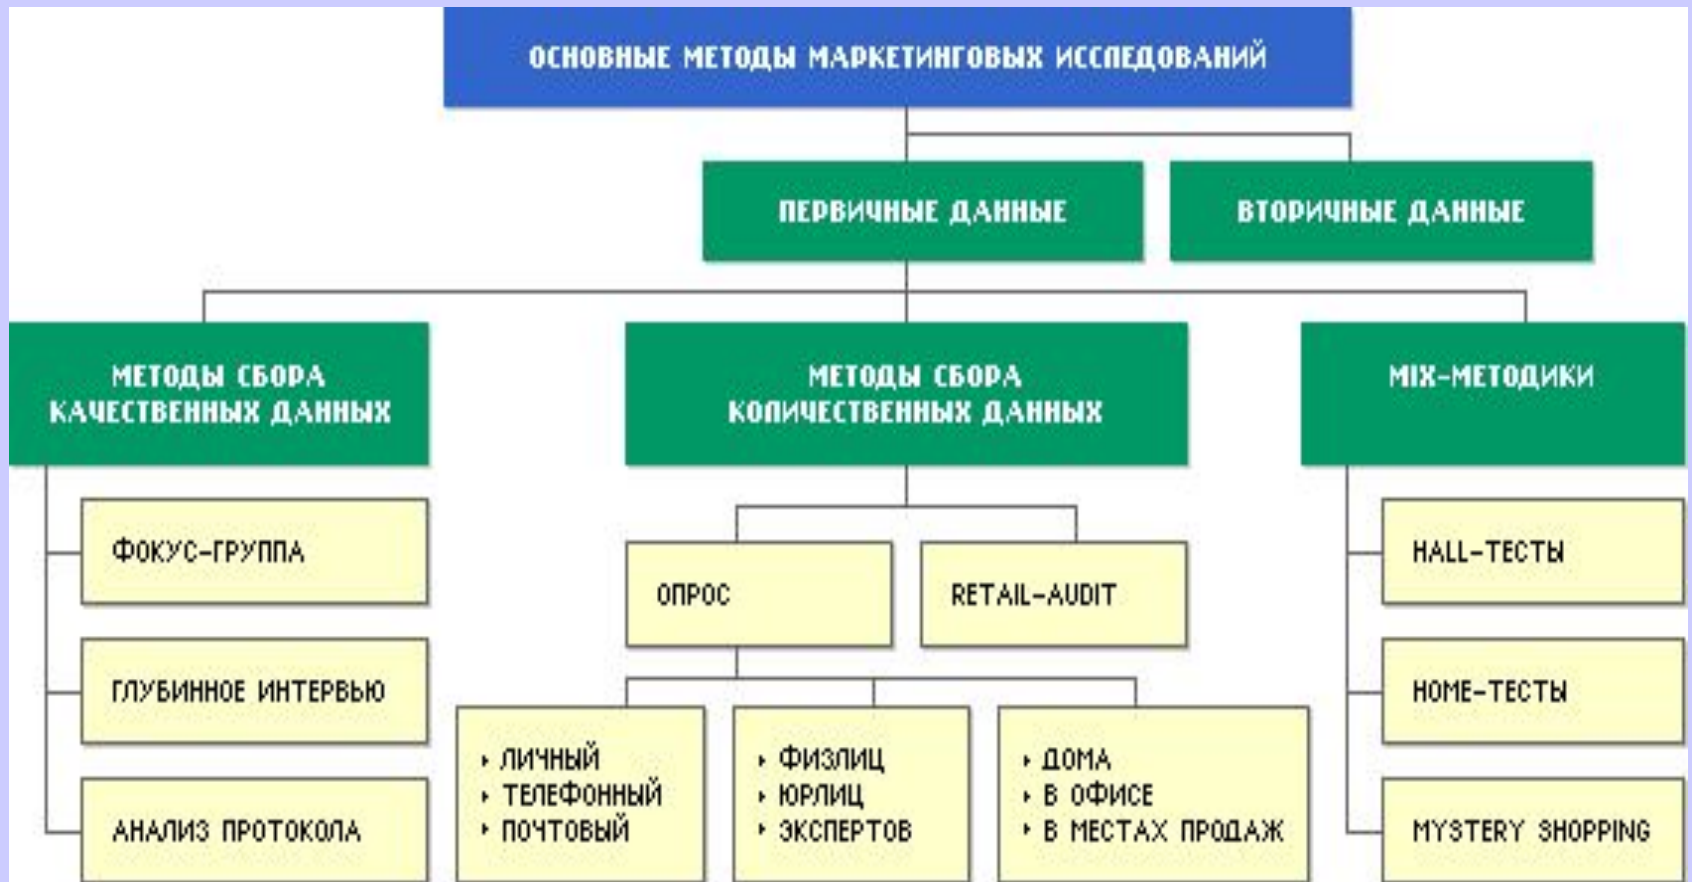 ОСНОВНЫЕ МЕТОДЫ МАРКЕТИНГОВЫХ ИССЛЕДОВАНИЙ
ПЕРВИЧНЫЕ ДАННЫЕ
ВТОРИЧНЫЕ ДАННЫЕ
МЕТОДЫ СБОРА
КАЧЕСТВЕННЫХ ДАННЫХ
МЕТОДЫ СБОРА
КОЛИЧЕСТВЕННЫХ ДАННЫХ
MIX-МЕТОДИКИ
ФОКУС-ГРУППА
ГЛУБИННОЕ ИНТЕРВЬЮ
АНАЛИЗ ПРОТОКОЛА
ОПРОС
RETAIL-AUDIT
ЛИЧНЫЙ
ТЕЛЕФОННЫЙ
ПОЧТОВЫЙ
ФИЗЛИЦ
ЮРЛИЦ
ЭКСПЕРТОВ
ДОМА
В ОФИСЕ
В МЕСТАХ ПРОДАЖ
HALL-ТЕСТЫ
HOME-ТЕСТЫ
MYSTERY SHOPPING